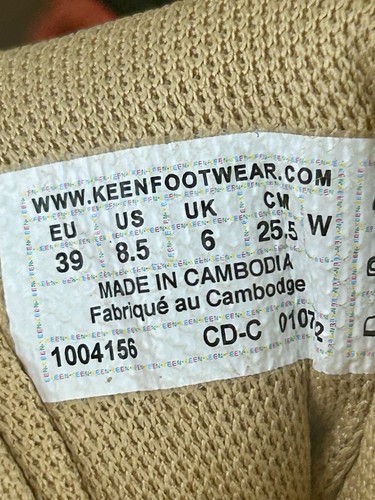 WWW.KEENFOOTWEAR.COM
EU US UK CM
39 8.5 6 25.5 W
MADE IN CAMBODIA
Fabriqué au Cambodge
1004156 CD-C